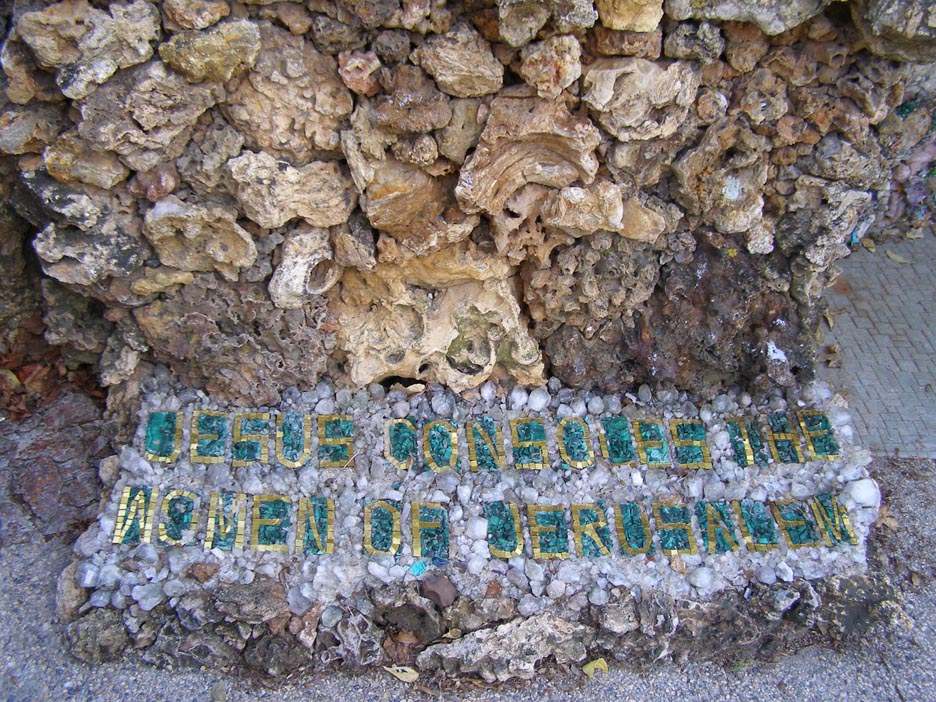 JESUS CONSOLES THE
WOMEN OF JERUSALEM